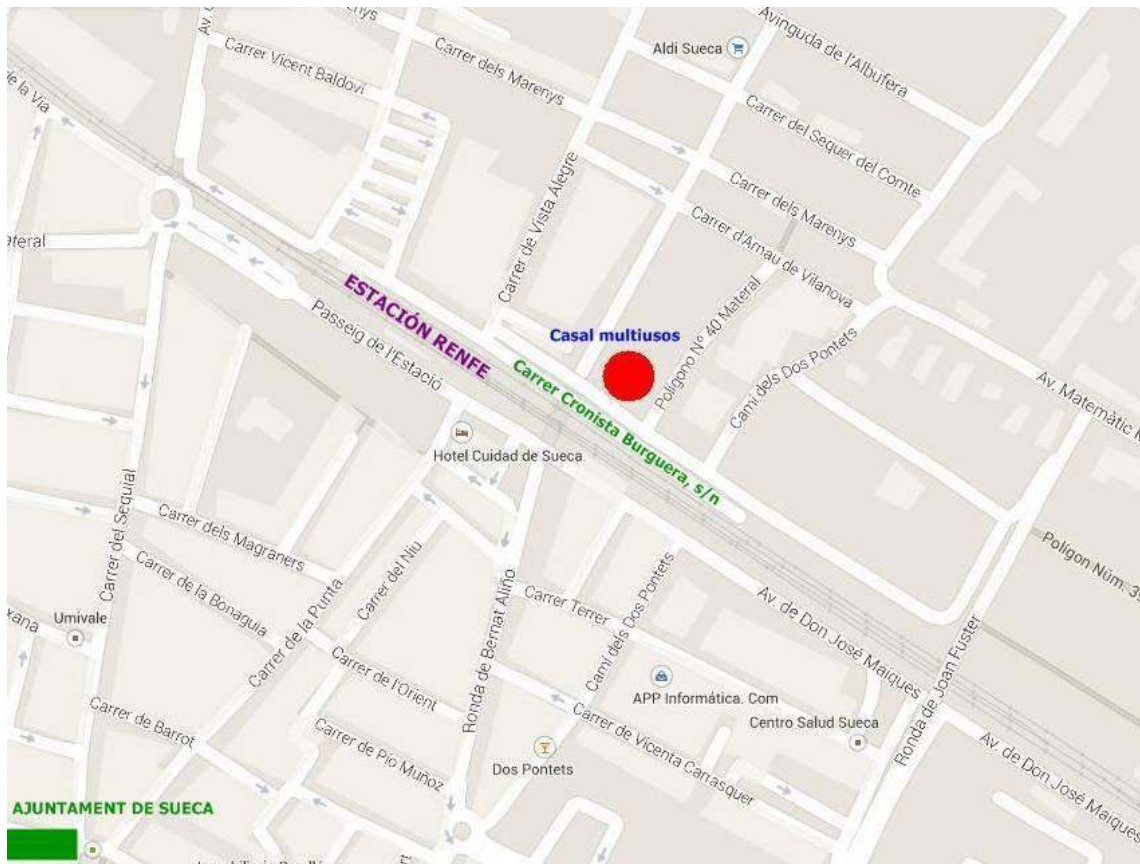 Avinguda de l'Albufera
Aldi Sueca
Carrer dels Marenys
Carrer Vicent Baldoví
de la Via
Carrer del Sequer del Comte
Carrer de Vista Alegre
Carrer dels Marenys
Carrer d'Arnau de Vilanova
ateral
ESTACIÓN RENFE
Passeig de l'Estació
Casal multiusos
Polígono Nº 40 Materal
Camí dels Dos Pontets
Av. Matemàtic M
Carrer Cronista Burguera, s/n
Hotel Cuidad de Sueca
Carrer del Sequial
Carrer dels Magraners
Carrer del Niu
Polígon Núm. 3
Carrer de la Bonaguia
Carrer de la Punta
Ronda de Bernat Aliño
Carrer Terrer
Camí dels Dos Pontets
Av. de Don José Maiques
Umivale
xana
Carrer de l'Orient
APP Informática. Com
Ronda de Joan Fuster
Carrer de Barrot
Carrer de Pio Muñoz
Carrer de Vicenta Carrasquer
Centro Salud Sueca
Dos Pontets
Av. de Don José Maiques
AJUNTAMENT DE SUECA